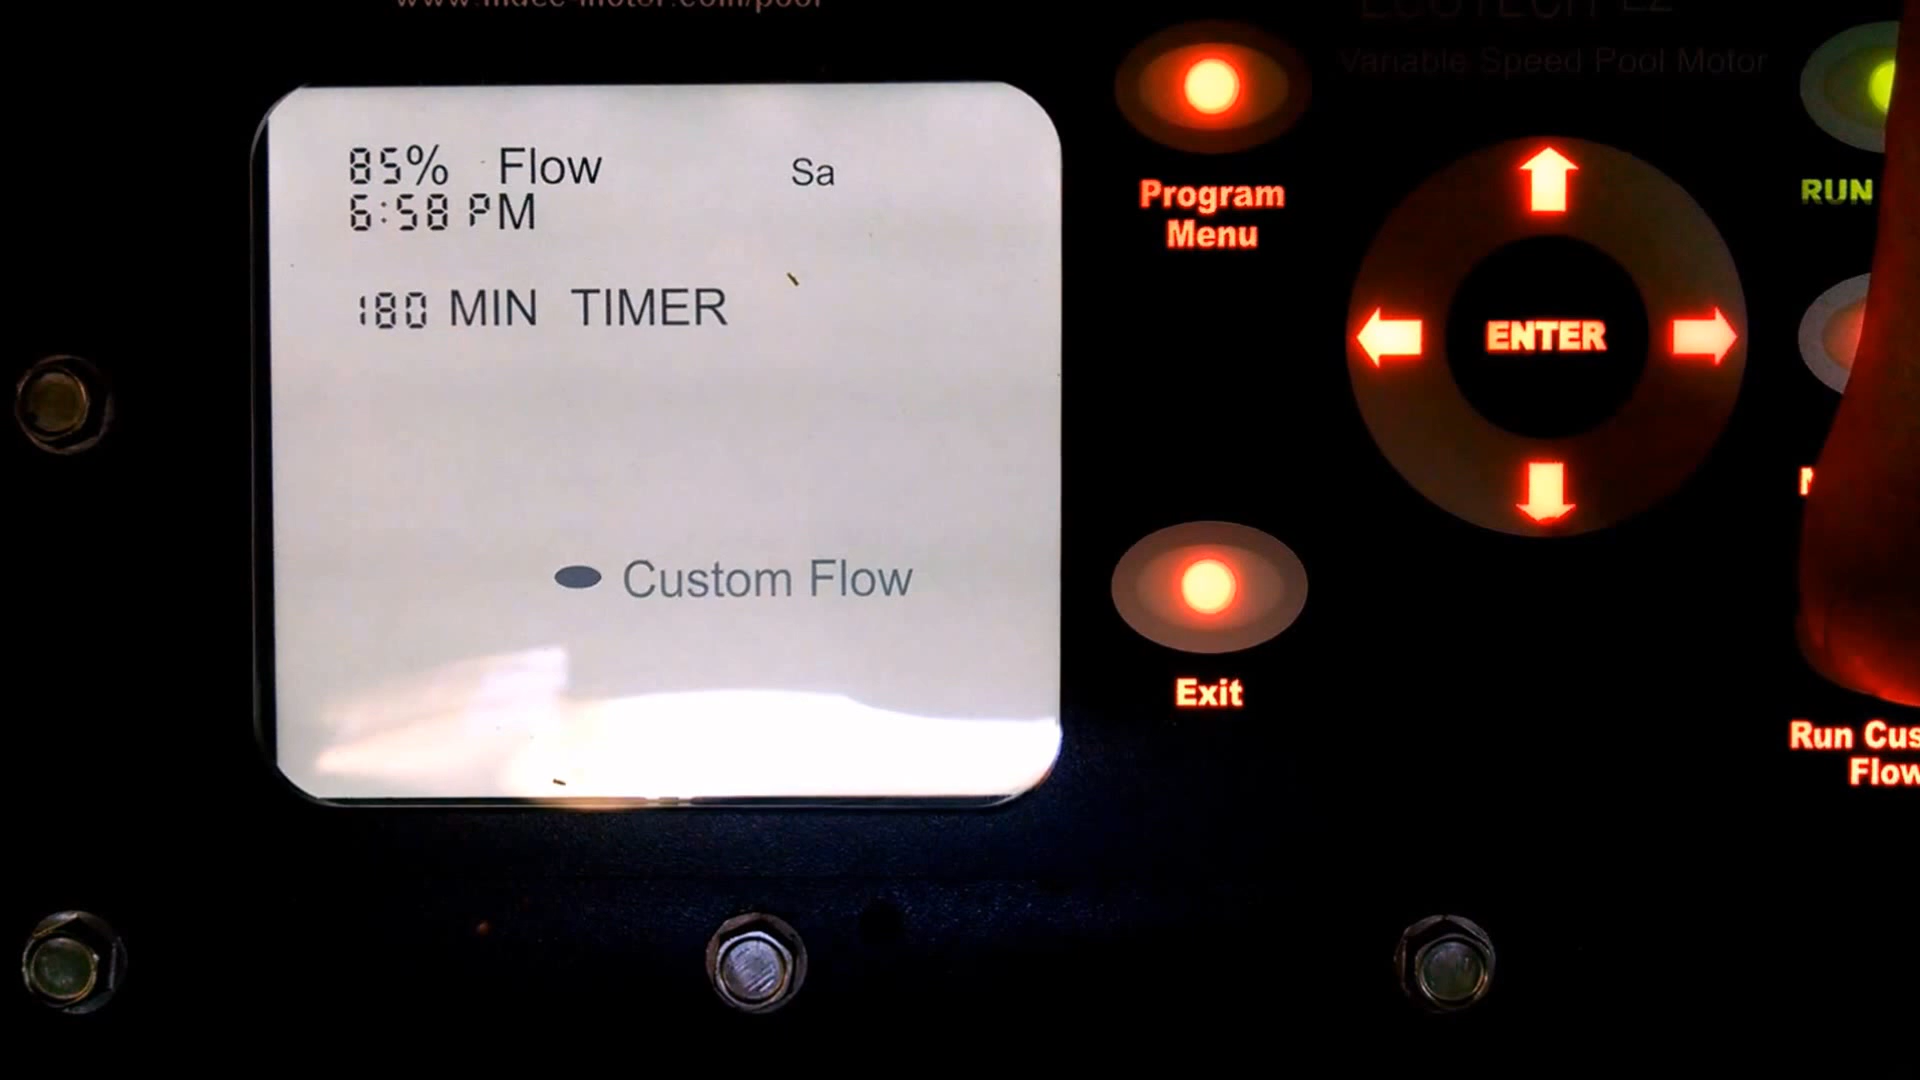 85% Flow Sa
6:58 PM
180 MIN TIMER
Custom Flow
Variable Speed Pool Motor
Program
Menu
ENTER
RUN
Exit
Run Cus
Flow